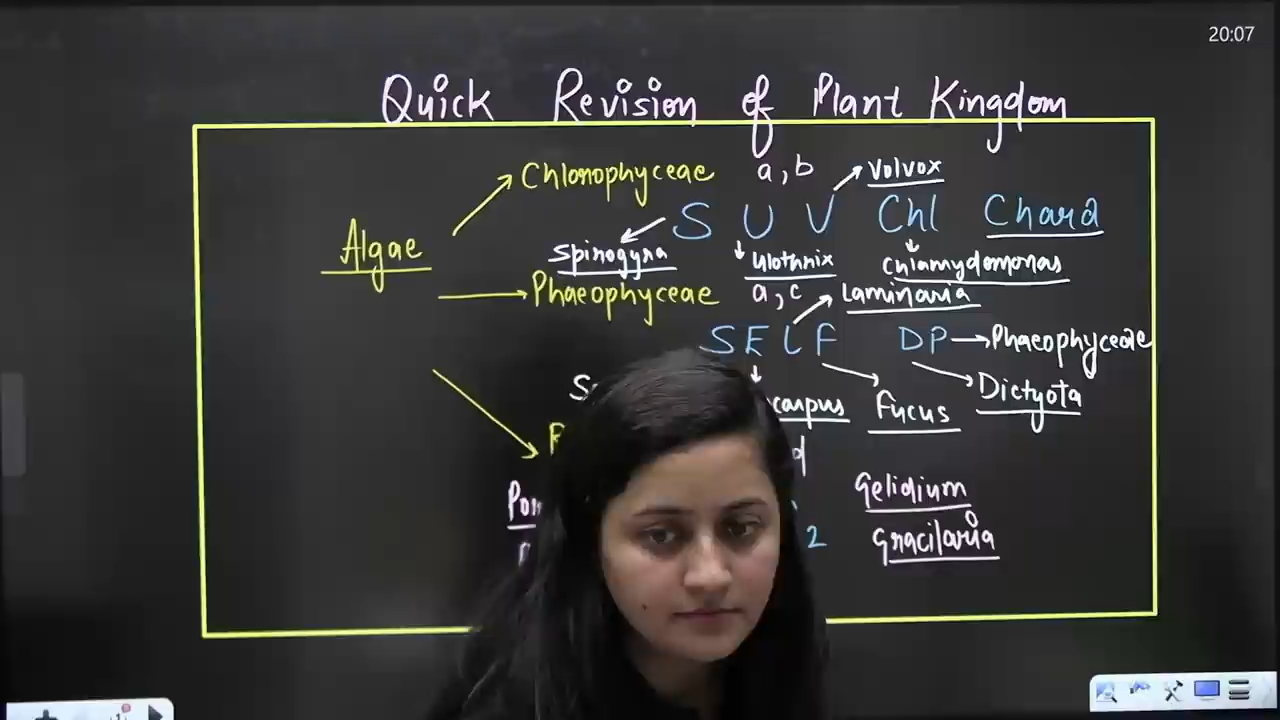 20:07
Quick Revision of Plant Kingdom
Chlorophyceae a, b Volvox
S U V Chl Chara
Algae
Spirogyra Ulothrix Chlamydomonas
Phaeophyceae a, c Laminaria
S E L F DP Phaeophyceae
Dictyota
carpus Fucus
d
Gelidium
2 Gracilaria